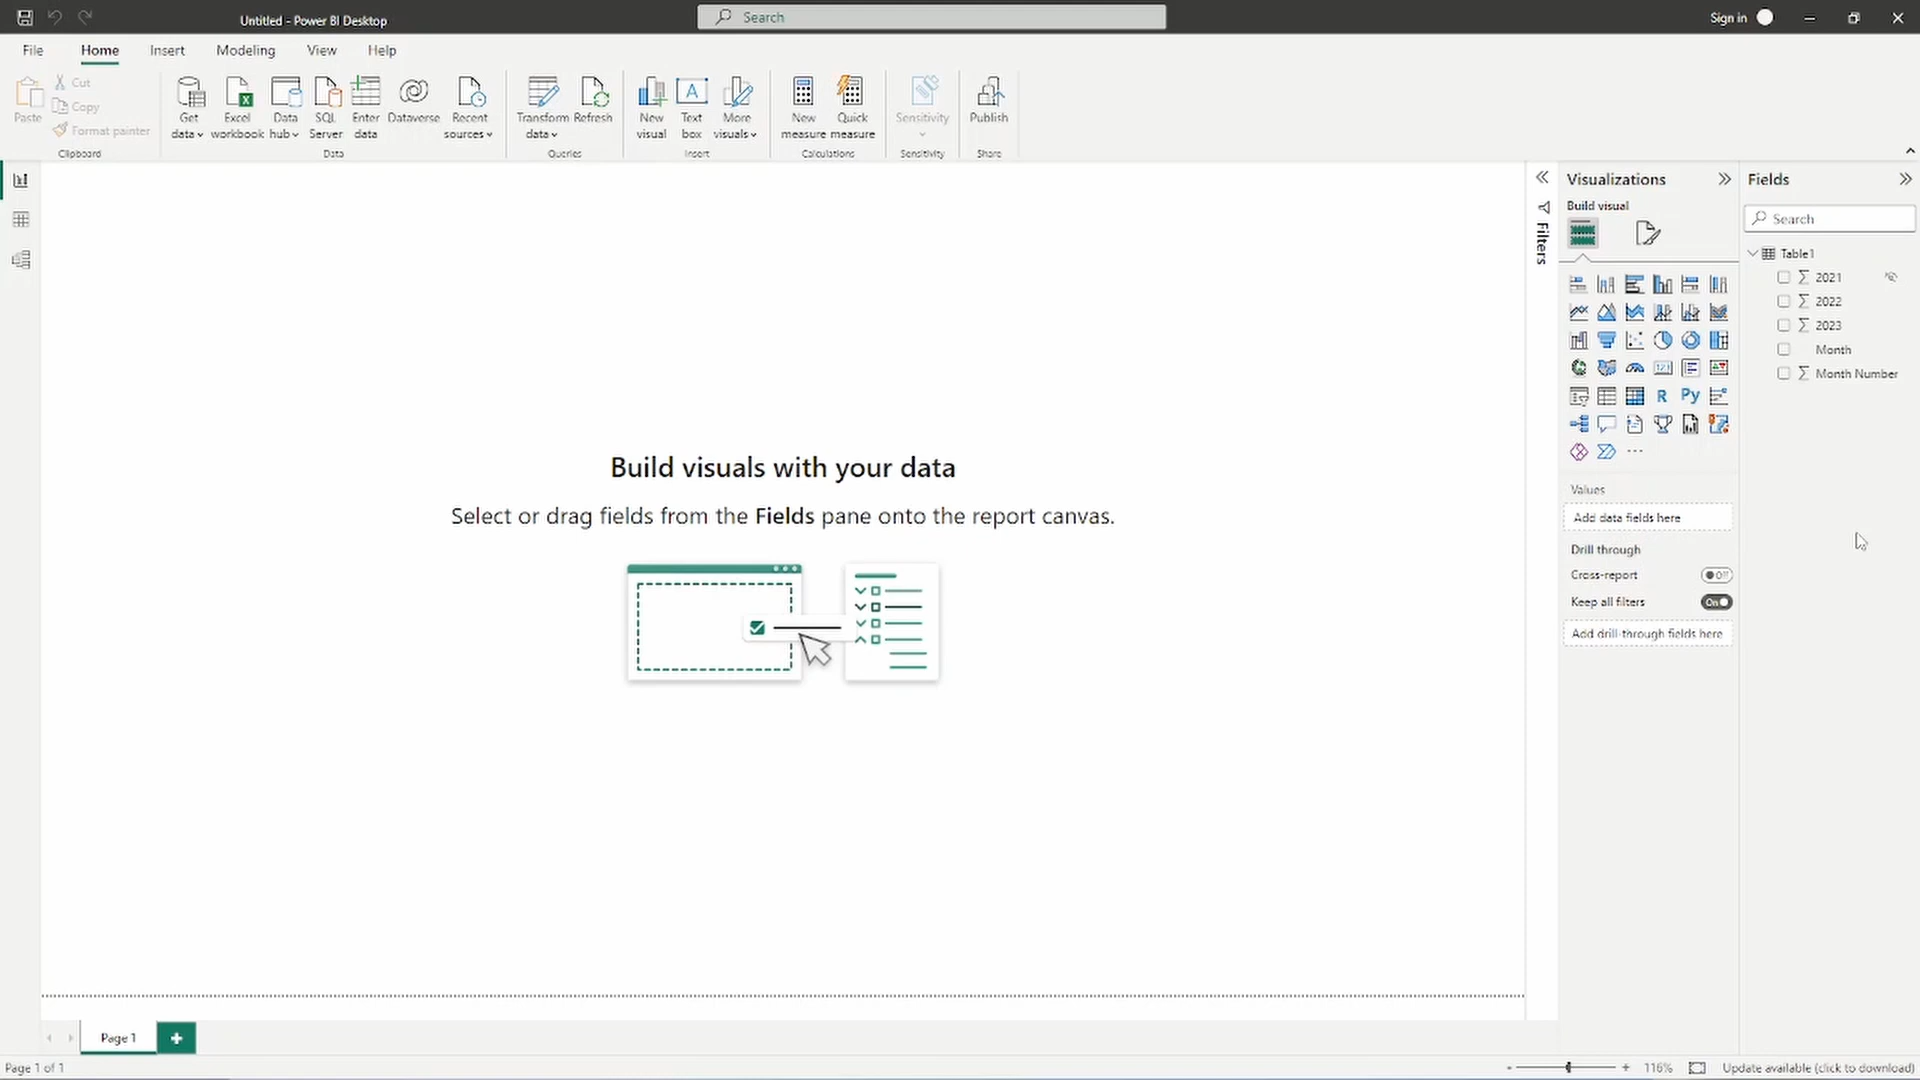 Untitled - Power BI Desktop
Search
Sign in
File
Home
Insert
Modeling
View
Help
Paste
Cut
Copy
Format painter
Clipboard
Get data
Excel workbook
Data hub
SQL Server
Enter data
Dataverse
Recent sources
Data
Transform data
Refresh
Queries
New visual
A
Text box
More visuals
Insert
New measure
Quick measure
Calculations
Sensitivity
Sensitivity
Publish
Share
Build visuals with your data
Select or drag fields from the Fields pane onto the report canvas.
Filters
Visualizations
Build visual
R
Py
123
Values
Add data fields here
Drill through
Cross-report
Off
Keep all filters
On
Add drill-through fields here
Fields
Search
Table1
2021
2022
2023
Month
Month Number
Page 1
Page 1 of 1
116%
Update available (click to download)